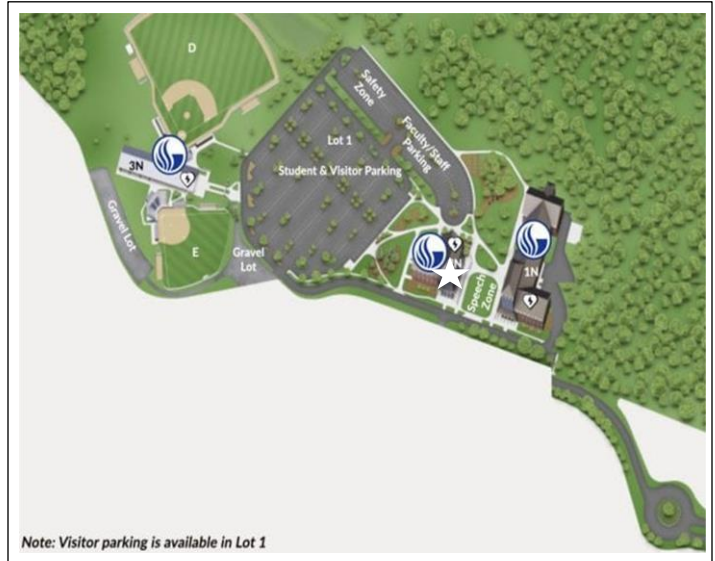 D
Safety
Zone
Faculty/Staff
Parking
Lot 1
Student & Visitor Parking
3N
Gravel Lot
E
Gravel
Lot
N
1N
Speech
Zone
Note: Visitor parking is available in Lot 1